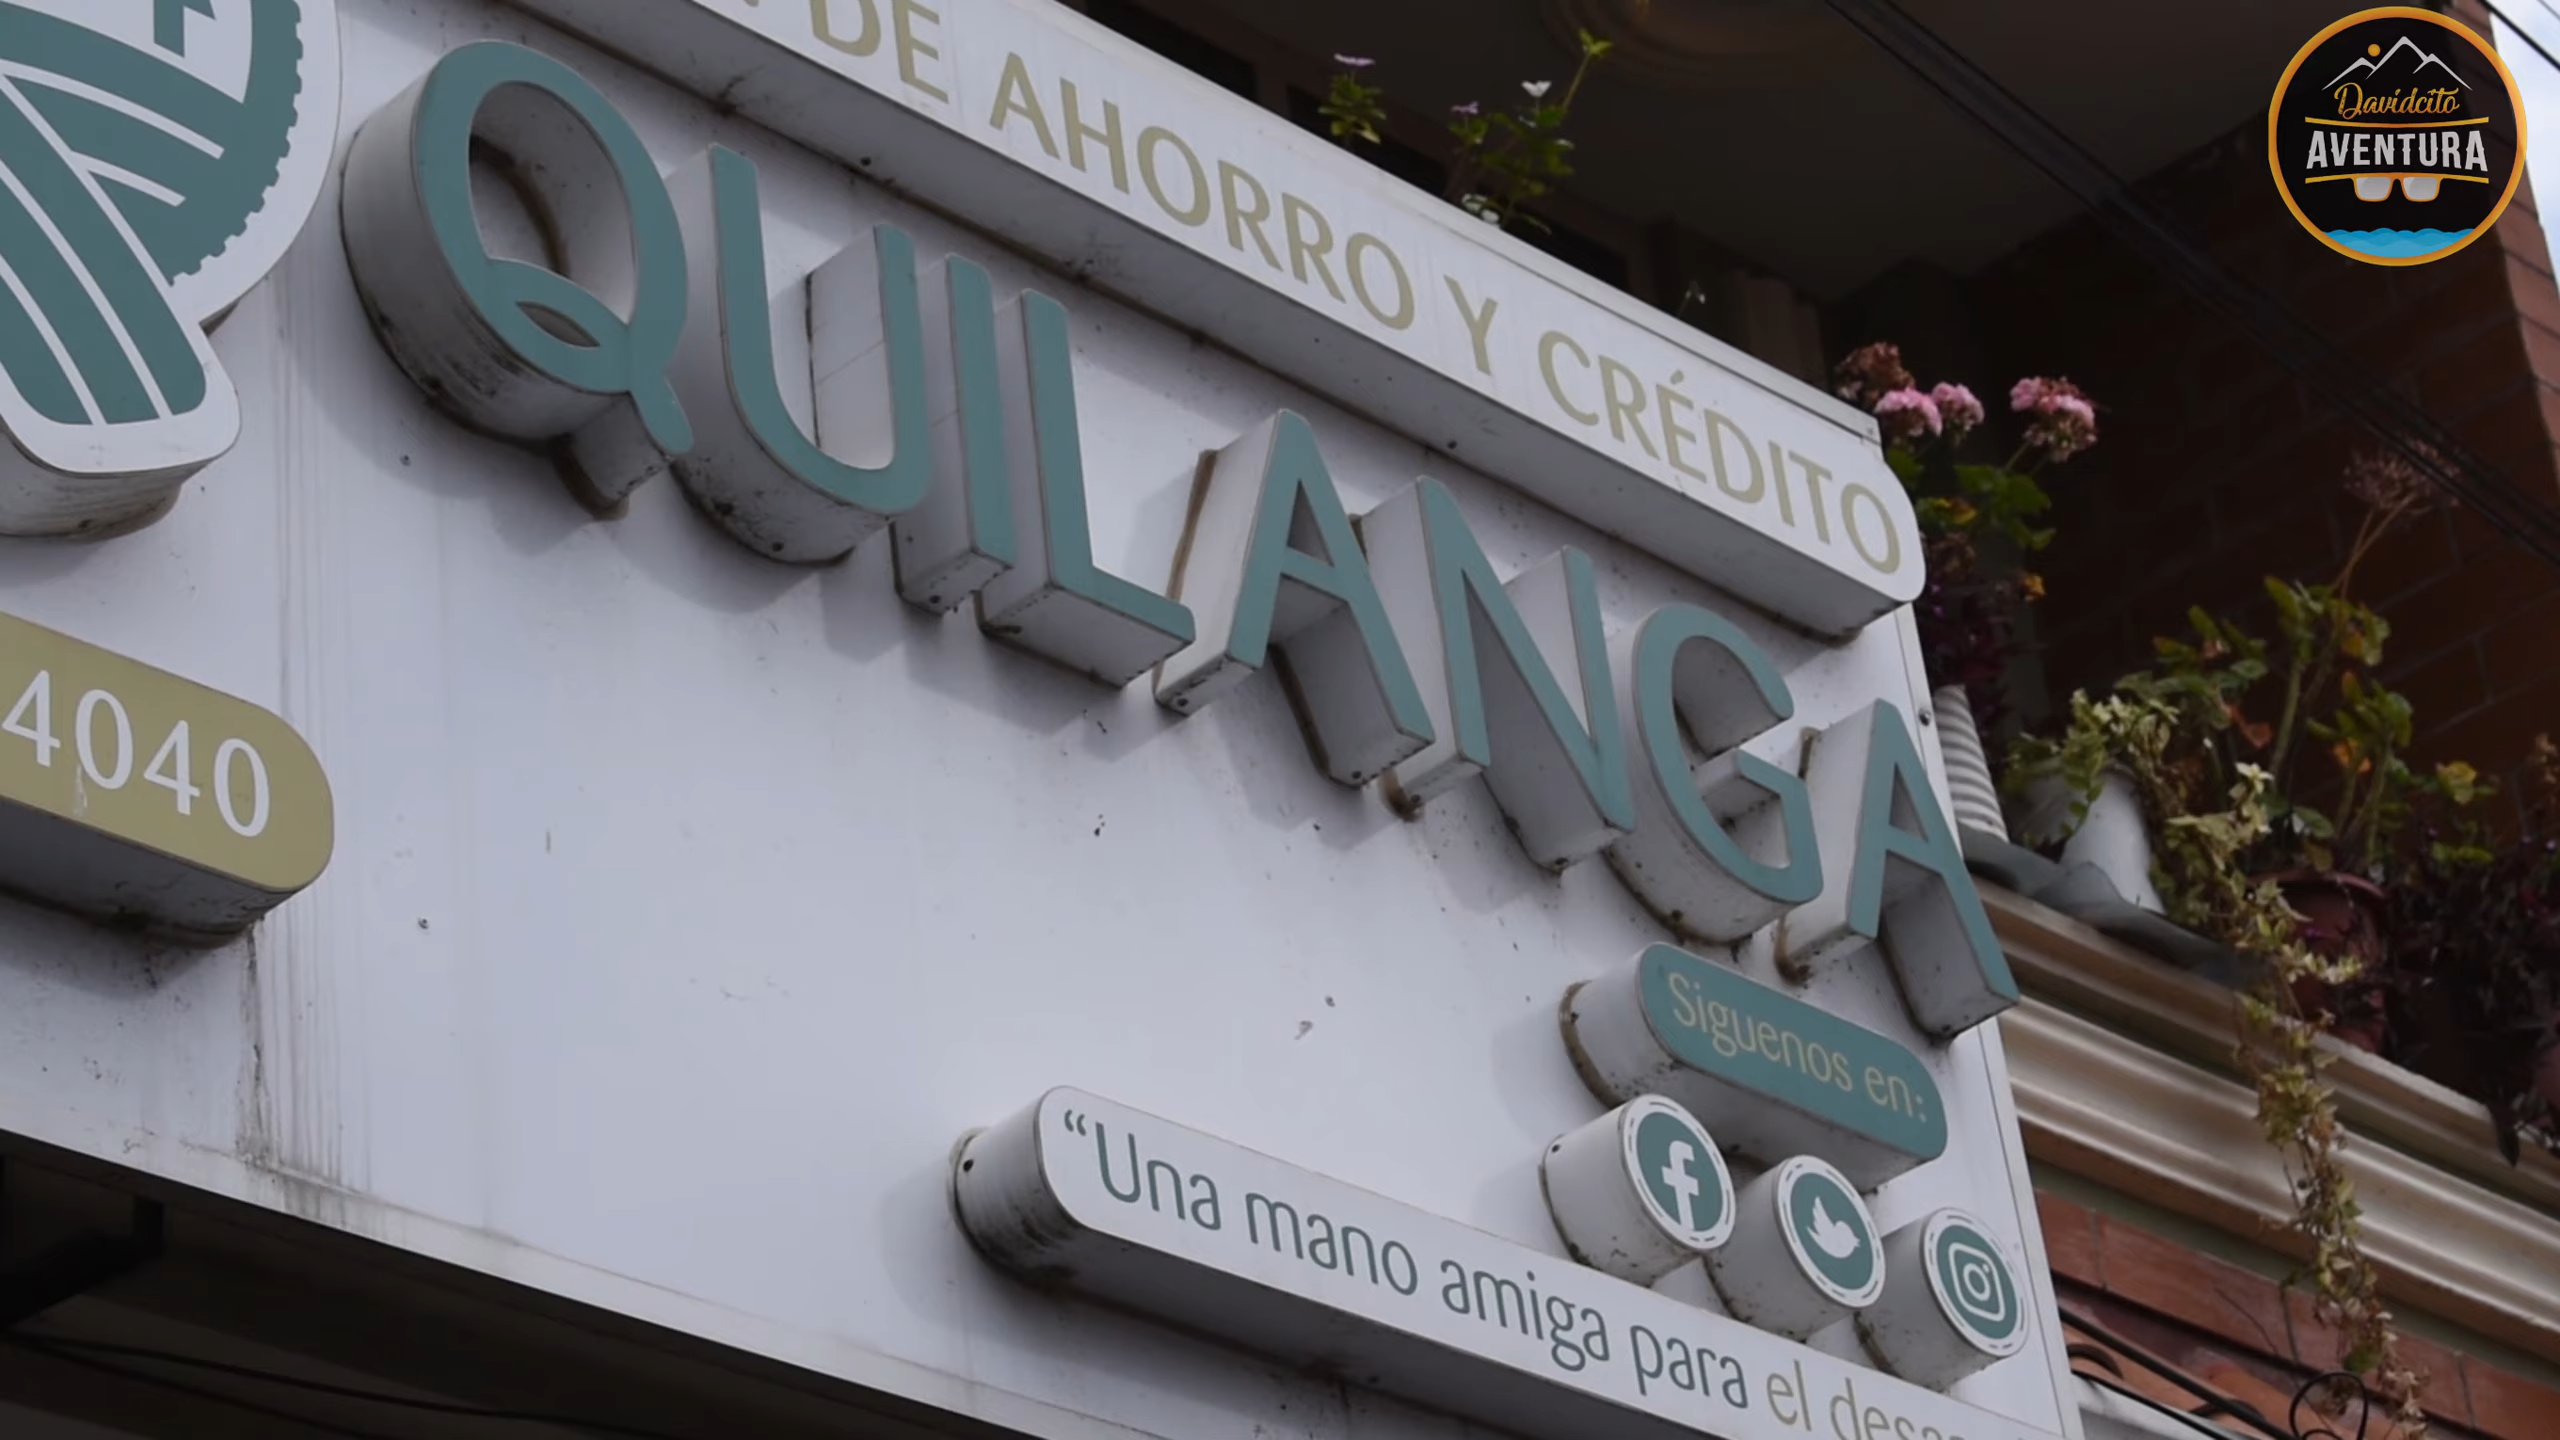 DE AHORRO Y CRÉDITO
QUILANGA
4040
Siguenos en:
“Una mano amiga para el
Davidcito
AVENTURA